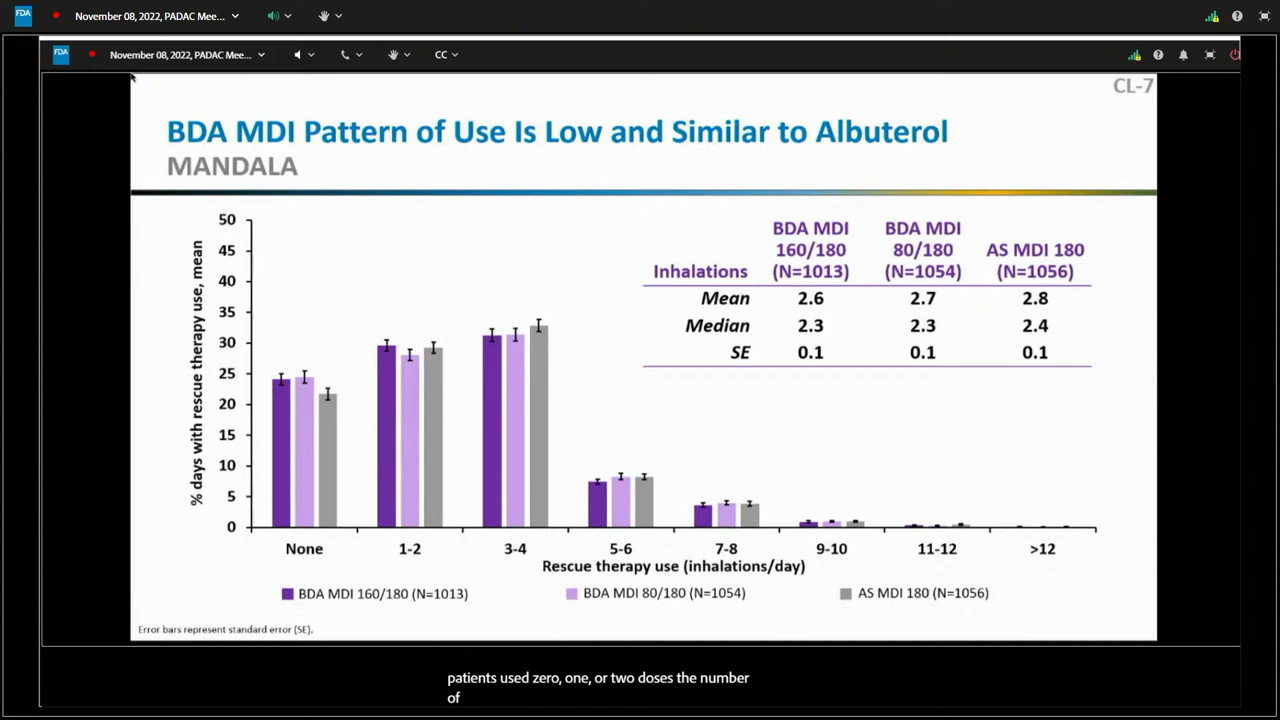 FDA November 08, 2022, PADAC Mee...
FDA November 08, 2022, PADAC Mee... CC
CL-7
BDA MDI Pattern of Use Is Low and Similar to Albuterol
MANDALA
% days with rescue therapy use, mean
50
45
40
35
30
25
20
15
10
5
0
None 1-2 3-4 5-6 7-8 9-10 11-12 >12
Rescue therapy use (inhalations/day)
BDA MDI BDA MDI
160/180 80/180 AS MDI 180
Inhalations (N=1013) (N=1054) (N=1056)
Mean 2.6 2.7 2.8
Median 2.3 2.3 2.4
SE 0.1 0.1 0.1
BDA MDI 160/180 (N=1013) BDA MDI 80/180 (N=1054) AS MDI 180 (N=1056)
Error bars represent standard error (SE).
patients used zero, one, or two doses the number
of